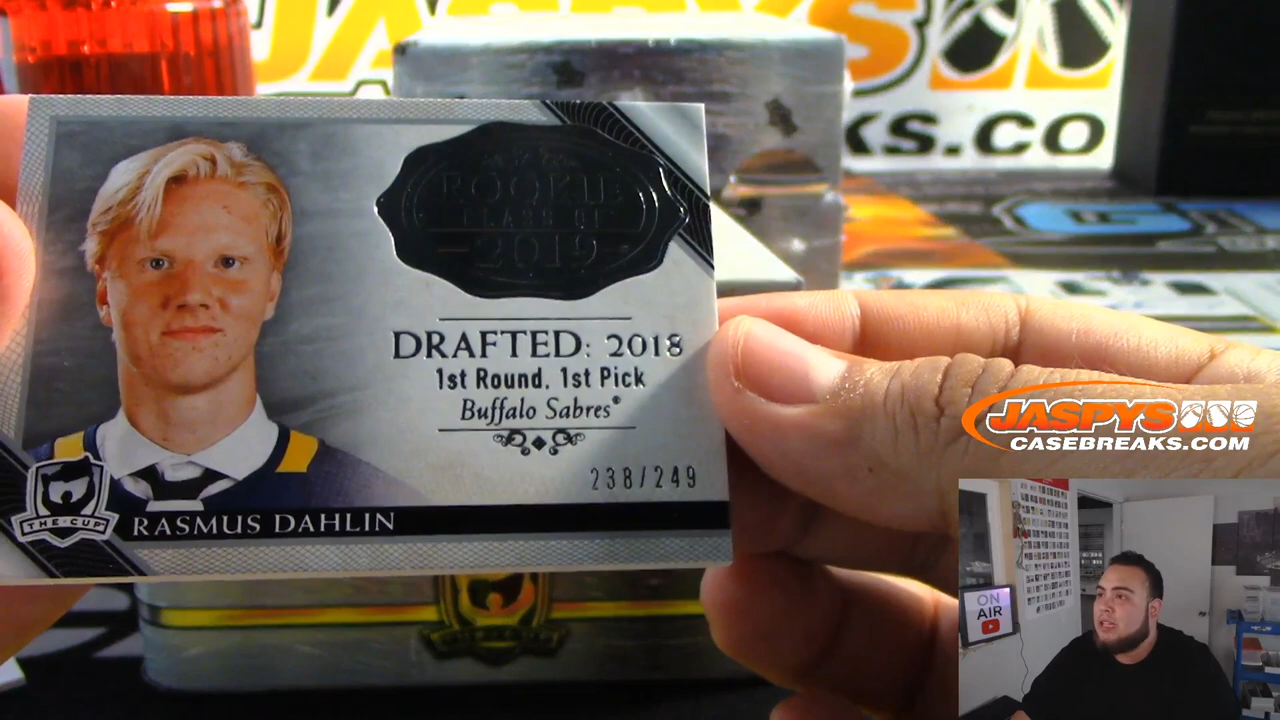 JASPYS
KS.CO
ROOKIE
CLASS OF
2019
DRAFTED: 2018
1st Round, 1st Pick
Buffalo Sabres®
238/249
THE·CUP
RASMUS DAHLIN
JASPYS
CASEBREAKS.COM
ON
AIR